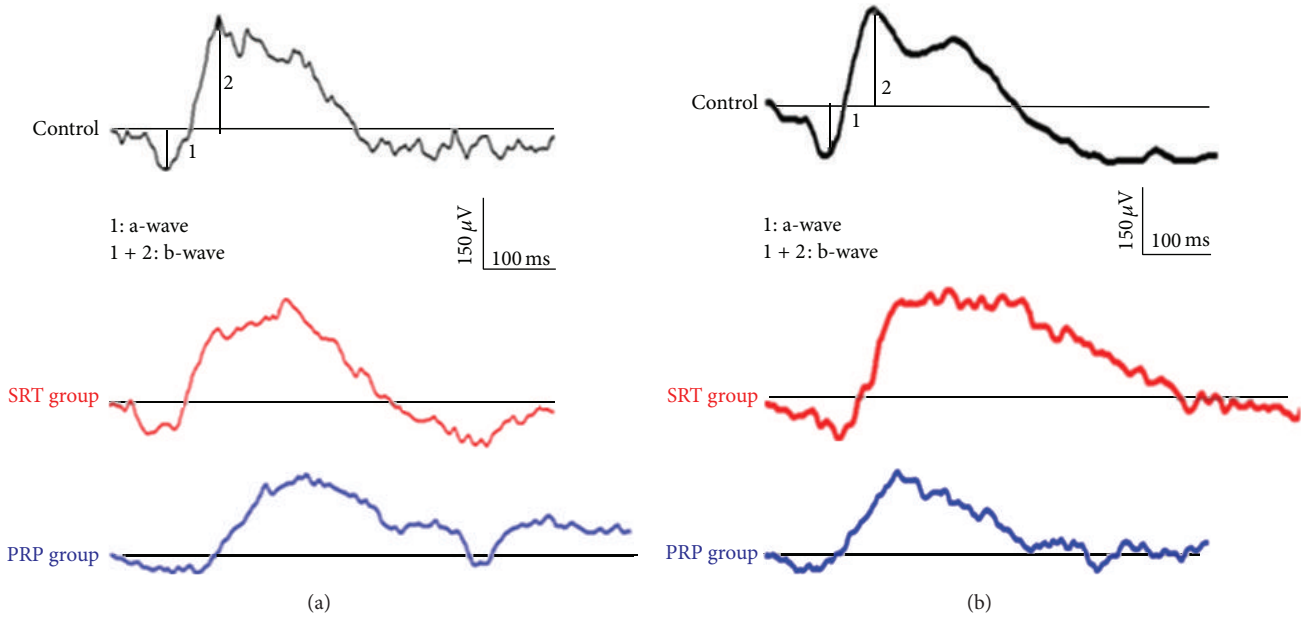 Control
2
1
1: a-wave
1 + 2: b-wave
150 μV
100 ms
SRT group
PRP group
(a)
Control
2
1
1: a-wave
1 + 2: b-wave
150 μV
100 ms
SRT group
PRP group
(b)